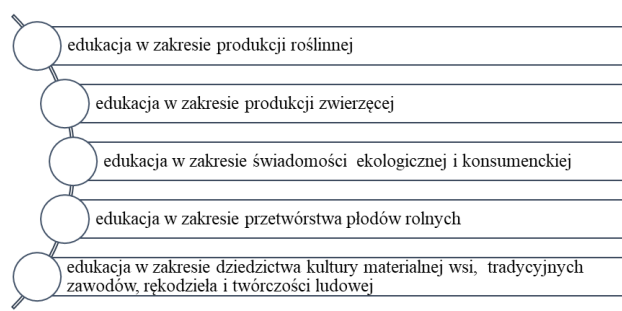 edukacja w zakresie produkcji roślinnej
edukacja w zakresie produkcji zwierzęcej
edukacja w zakresie świadomości ekologicznej i konsumenckiej
edukacja w zakresie przetwórstwa płodów rolnych
edukacja w zakresie dziedzictwa kultury materialnej wsi, tradycyjnych
zawodów, rękodzieła i twórczości ludowej